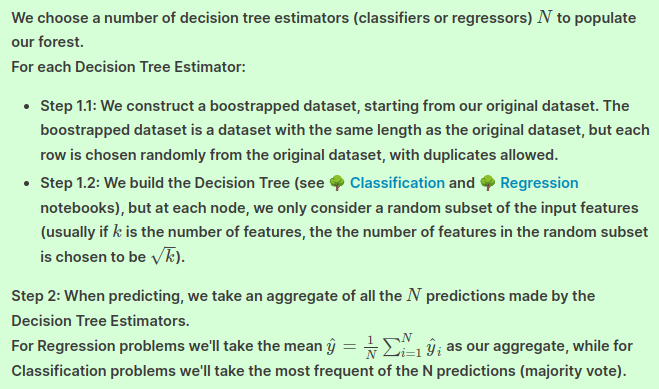 We choose a number of decision tree estimators (classifiers or regressors) N to populate
our forest.
For each Decision Tree Estimator:
• Step 1.1: We construct a boostrapped dataset, starting from our original dataset. The
boostrapped dataset is a dataset with the same length as the original dataset, but each
row is chosen randomly from the original dataset, with duplicates allowed.
• Step 1.2: We build the Decision Tree (see 🌳 Classification and 🌳 Regression
notebooks), but at each node, we only consider a random subset of the input features
(usually if k is the number of features, the the number of features in the random subset
is chosen to be √k).
Step 2: When predicting, we take an aggregate of all the N predictions made by the
Decision Tree Estimators.
For Regression problems we'll take the mean ŷ = 1/N ∑_{i=1}^{N} ŷ_i as our aggregate, while for
Classification problems we'll take the most frequent of the N predictions (majority vote).